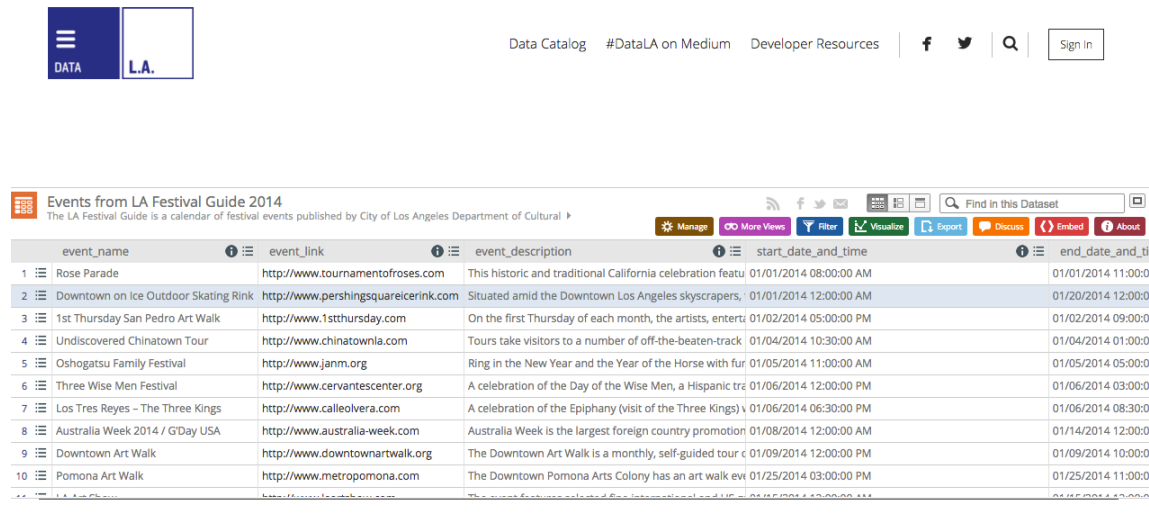 DATA L.A.
Data Catalog #DataLA on Medium Developer Resources Sign In
Events from LA Festival Guide 2014
The LA Festival Guide is a calendar of festival events published by City of Los Angeles Department of Cultural
Find in this Dataset
Manage More Views Filter Visualize Export Discuss Embed About
event_name event_link event_description start_date_and_time end_date_and_ti
1 Rose Parade http://www.tournamentofroses.com This historic and traditional California celebration featu 01/01/2014 08:00:00 AM 01/01/2014 11:00:0
2 Downtown on Ice Outdoor Skating Rink http://www.pershingsquareicerink.com Situated amid the Downtown Los Angeles skyscrapers, 01/01/2014 12:00:00 AM 01/20/2014 12:00:0
3 1st Thursday San Pedro Art Walk http://www.1stthursday.com On the first Thursday of each month, the artists, enterta 01/02/2014 05:00:00 PM 01/02/2014 09:00:0
4 Undiscovered Chinatown Tour http://www.chinatownla.com Tours take visitors to a number of off-the-beaten-track 01/04/2014 10:30:00 AM 01/04/2014 01:00:0
5 Oshogatsu Family Festival http://www.janm.org Ring in the New Year and the Year of the Horse with fur 01/05/2014 11:00:00 AM 01/05/2014 05:00:0
6 Three Wise Men Festival http://www.cervantescenter.org A celebration of the Day of the Wise Men, a Hispanic tra 01/06/2014 12:00:00 PM 01/06/2014 03:00:0
7 Los Tres Reyes – The Three Kings http://www.calleolvera.com A celebration of the Epiphany (visit of the Three Kings) 01/06/2014 06:30:00 PM 01/06/2014 08:30:0
8 Australia Week 2014 / G'Day USA http://www.australia-week.com Australia Week is the largest foreign country promotion 01/08/2014 12:00:00 AM 01/14/2014 12:00:0
9 Downtown Art Walk http://www.downtownartwalk.org The Downtown Art Walk is a monthly, self-guided tour 01/09/2014 12:00:00 PM 01/09/2014 10:00:0
10 Pomona Art Walk http://www.metropomona.com The Downtown Pomona Arts Colony has an art walk eve 01/25/2014 03:00:00 PM 01/25/2014 11:00:0